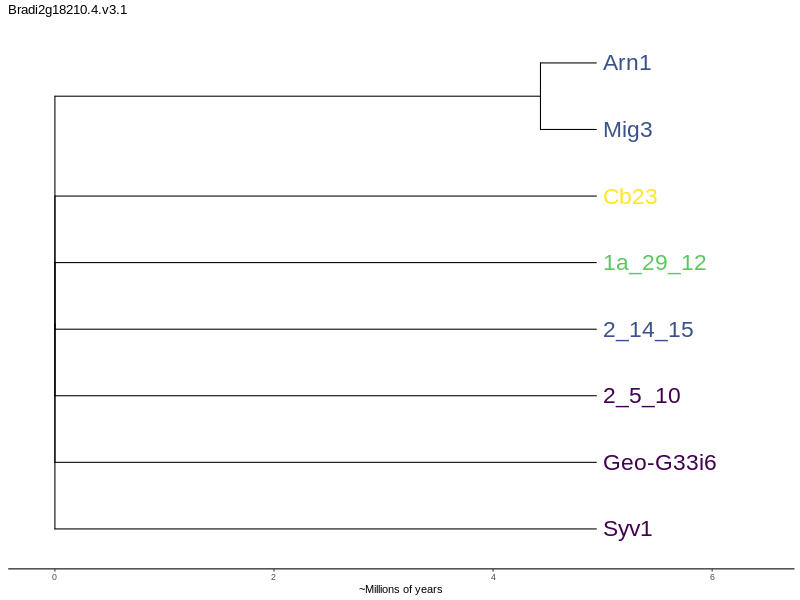 Bradi2g18210.4.v3.1
Arn1
Mig3
Cb23
1a_29_12
2_14_15
2_5_10
Geo-G33i6
Syv1
0 2 4 6
~Millions of years